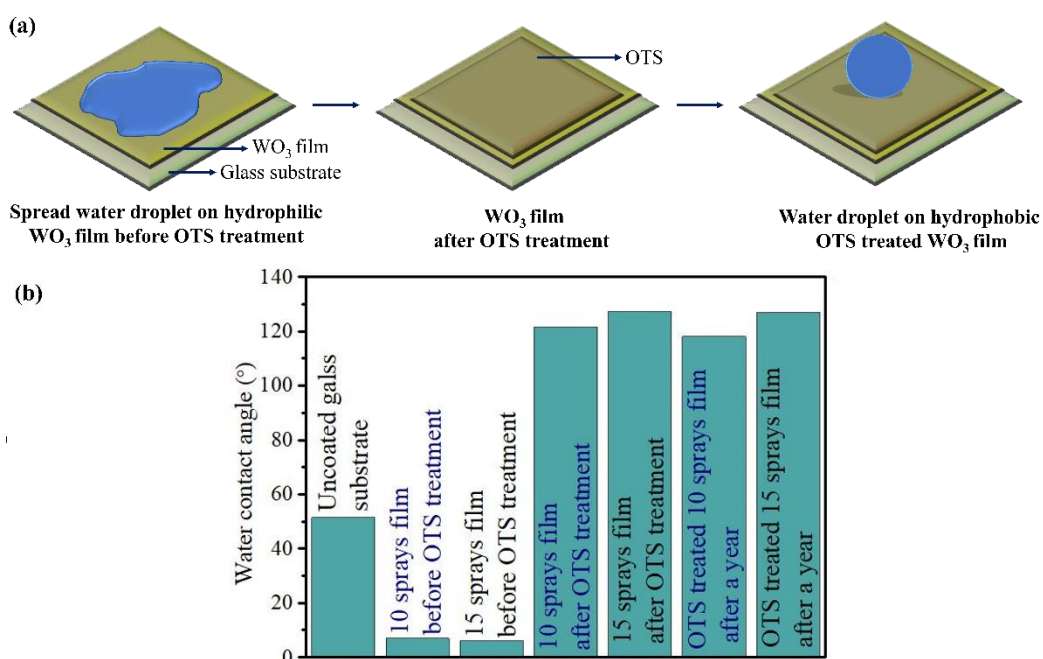 (a)
OTS
WO₃ film
Glass substrate
Spread water droplet on hydrophilic
WO₃ film before OTS treatment
WO₃ film
after OTS treatment
Water droplet on hydrophobic
OTS treated WO₃ film
(b)
Water contact angle (°)
140
120
100
80
60
40
20
0
Uncoated galss
substrate
10 sprays film
before OTS treatment
15 sprays film
before OTS treatment
10 sprays film
after OTS treatment
15 sprays film
after OTS treatment
OTS treated 10 sprays film
after a year
OTS treated 15 sprays film
after a year